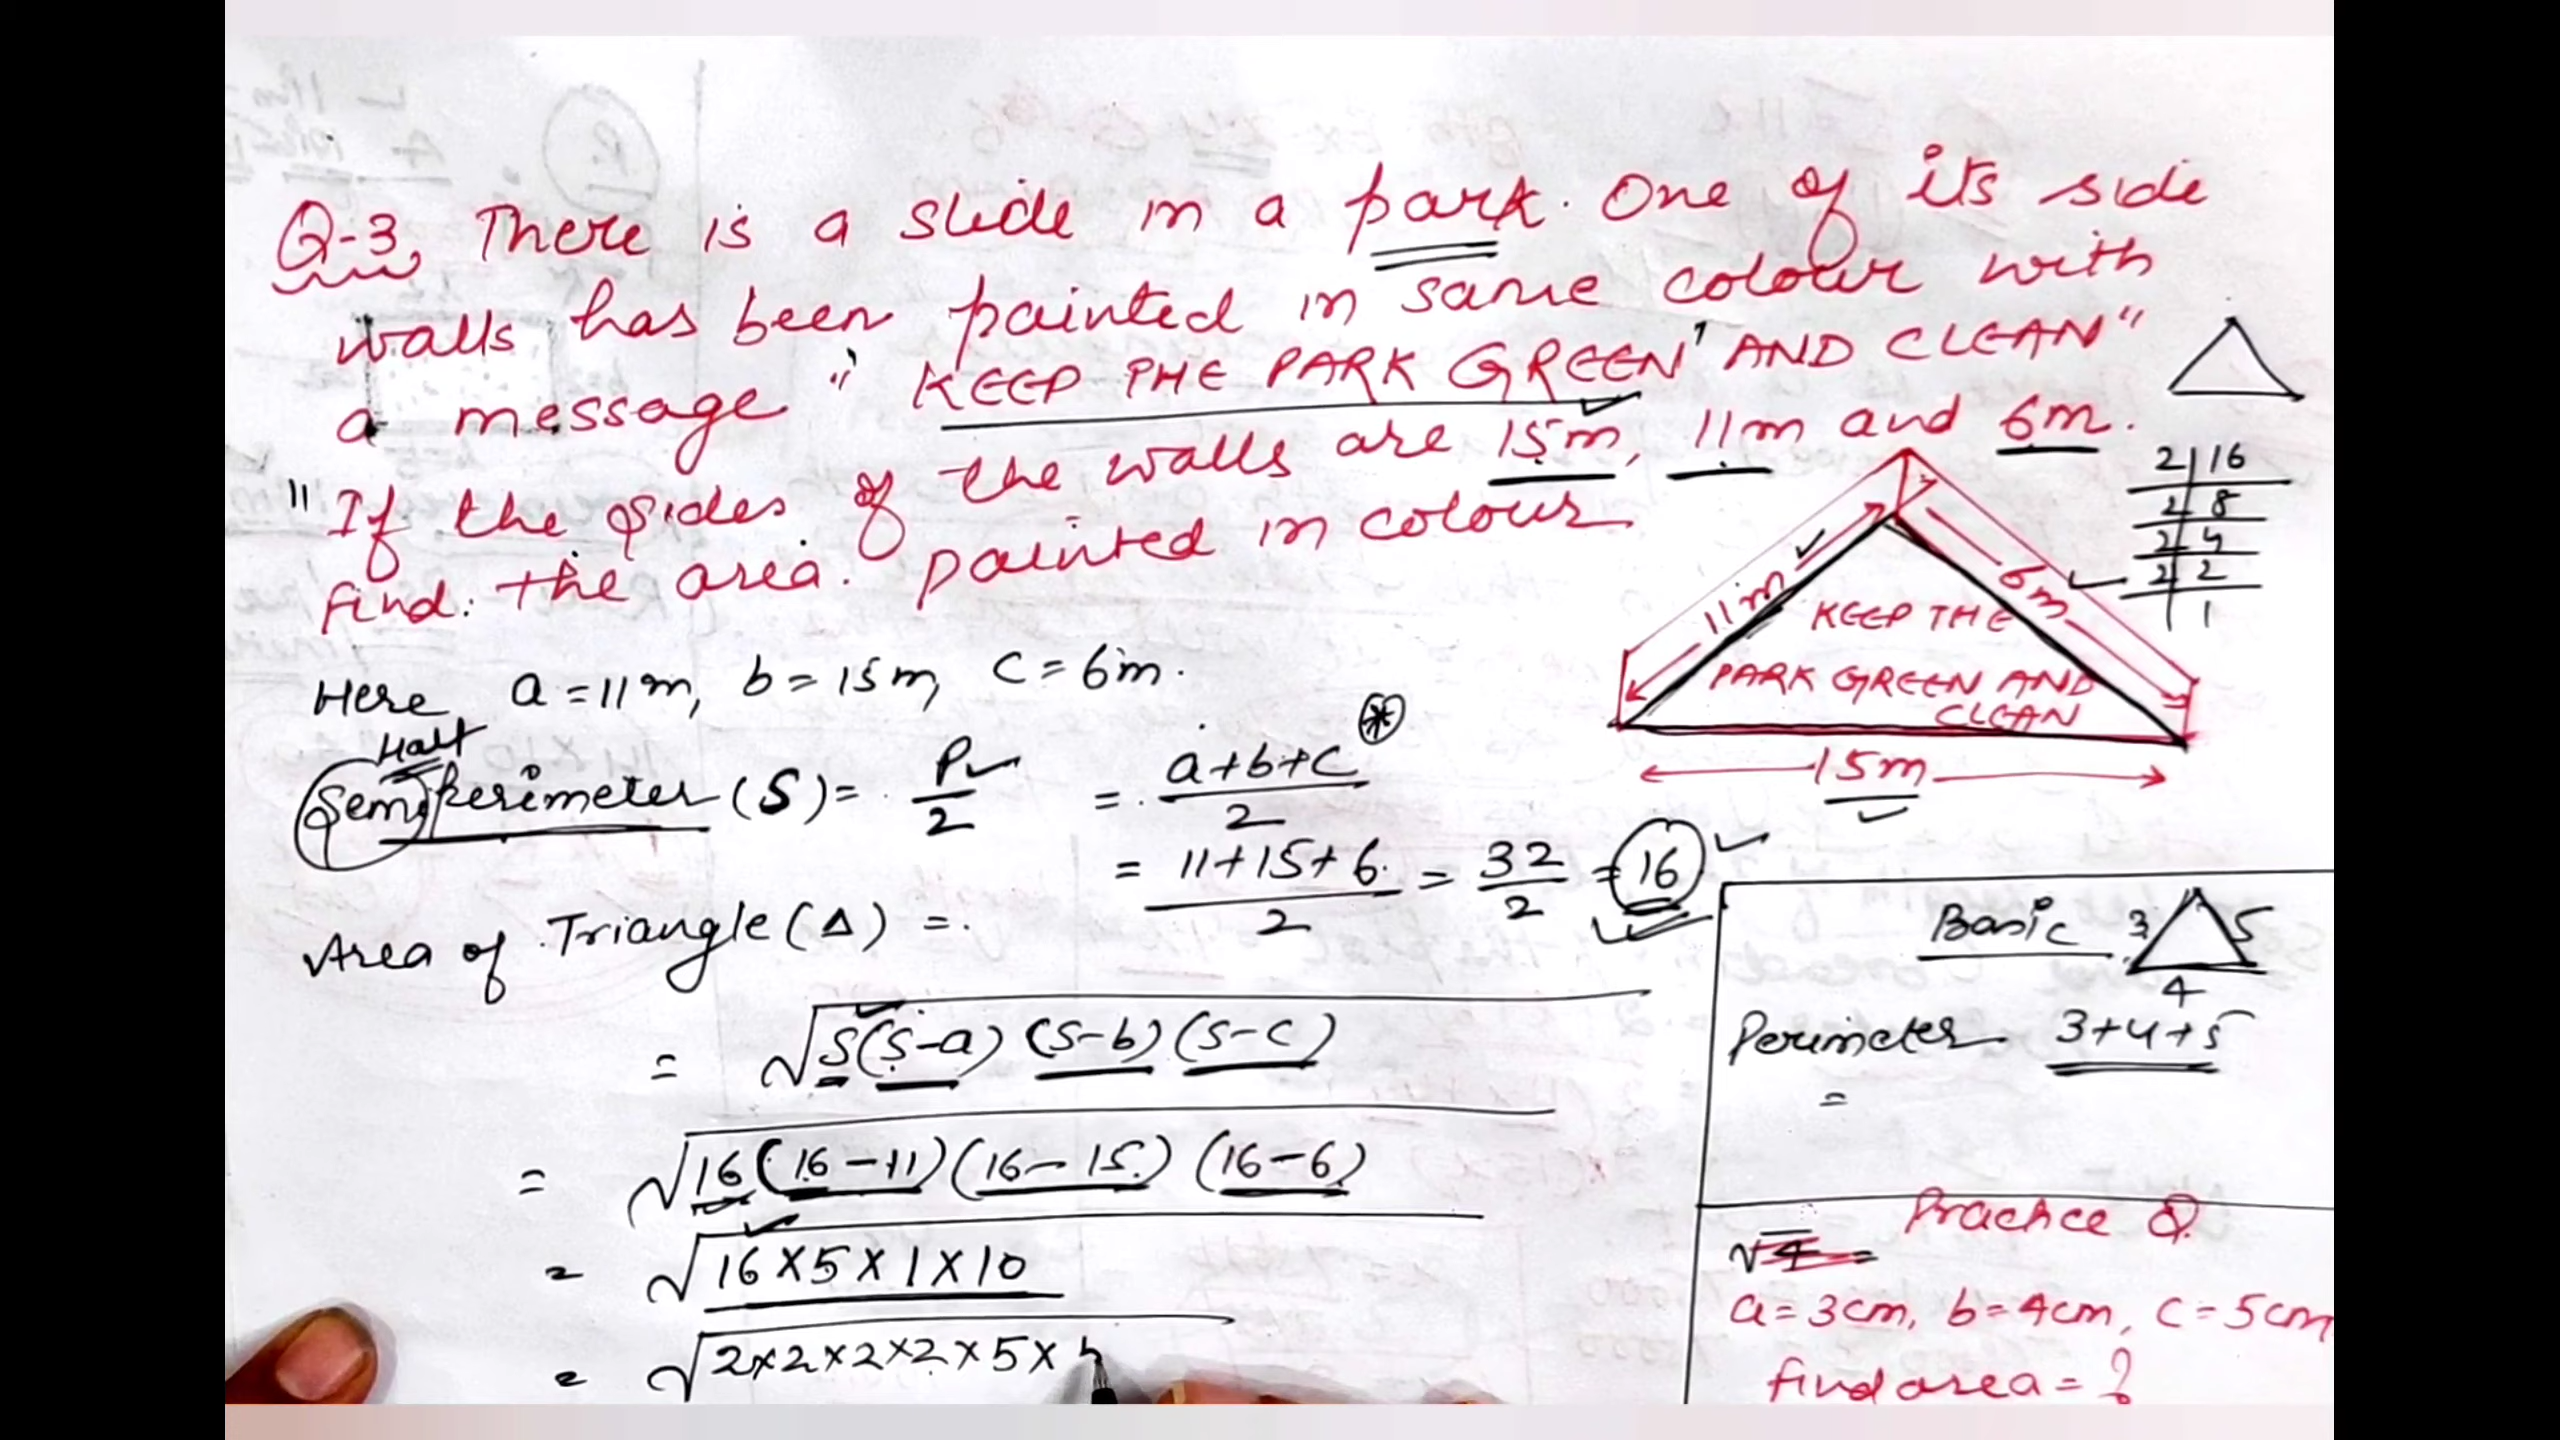 Q-3. There is a slide in a park. One of its side
walls has been painted in same colour with
a message " KEEP THE PARK GREEN' AND CLEAN"
" If the sides of the walls are 15m, 11m and 6m.
find: the area. painted in colour
11m
6m
KEEP THE
PARK GREEN AND
CLEAN
15m
2 | 16
2 | 8
2 | 4
2 | 2
| 1
Here a = 11m, b = 15m, c = 6m.
Half
Semiperimeter (S) = P/2 = a+b+c/2
= 11+15+6/2 = 32/2 = 16
Area of Triangle (Δ) =
= √S(S-a) (S-b) (S-c)
= √16(16-11)(16-15) (16-6)
= √16×5×1×10
= √2×2×2×2×5×
Basic 3 5
4
Perimeter 3+4+5
=
Practice Q.
√4 =
a = 3cm, b = 4cm, c = 5cm
find area = ?